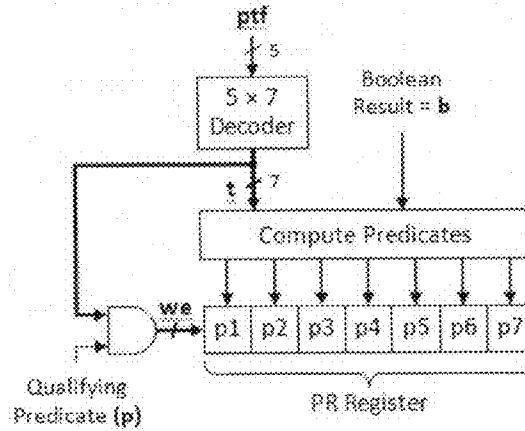 ptf
5
5 × 7
Decoder
Boolean
Result = b
t
7
Compute Predicates
we
p1 p2 p3 p4 p5 p6 p7
Qualifying
Predicate (p)
PR Register